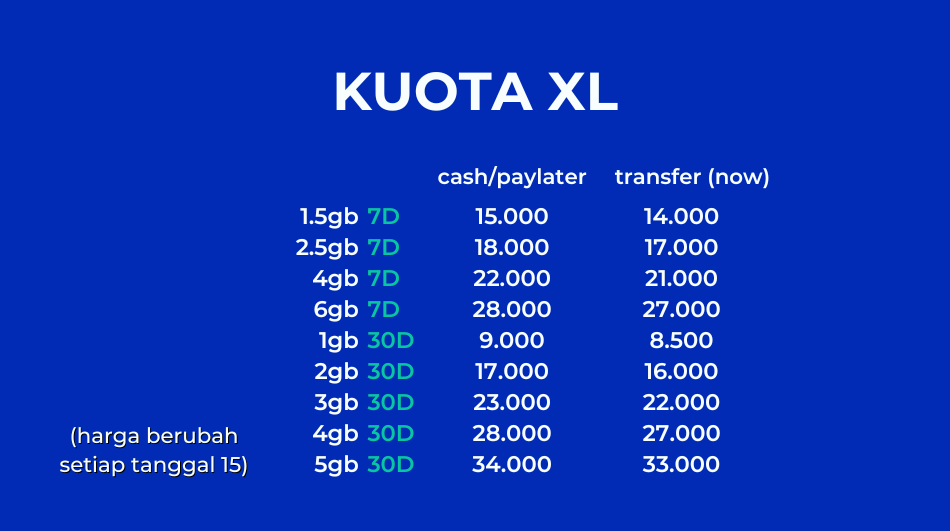 KUOTA XL
cash/paylater transfer (now)
1.5gb 7D 15.000 14.000
2.5gb 7D 18.000 17.000
4gb 7D 22.000 21.000
6gb 7D 28.000 27.000
1gb 30D 9.000 8.500
2gb 30D 17.000 16.000
3gb 30D 23.000 22.000
4gb 30D 28.000 27.000
5gb 30D 34.000 33.000
(harga berubah
setiap tanggal 15)